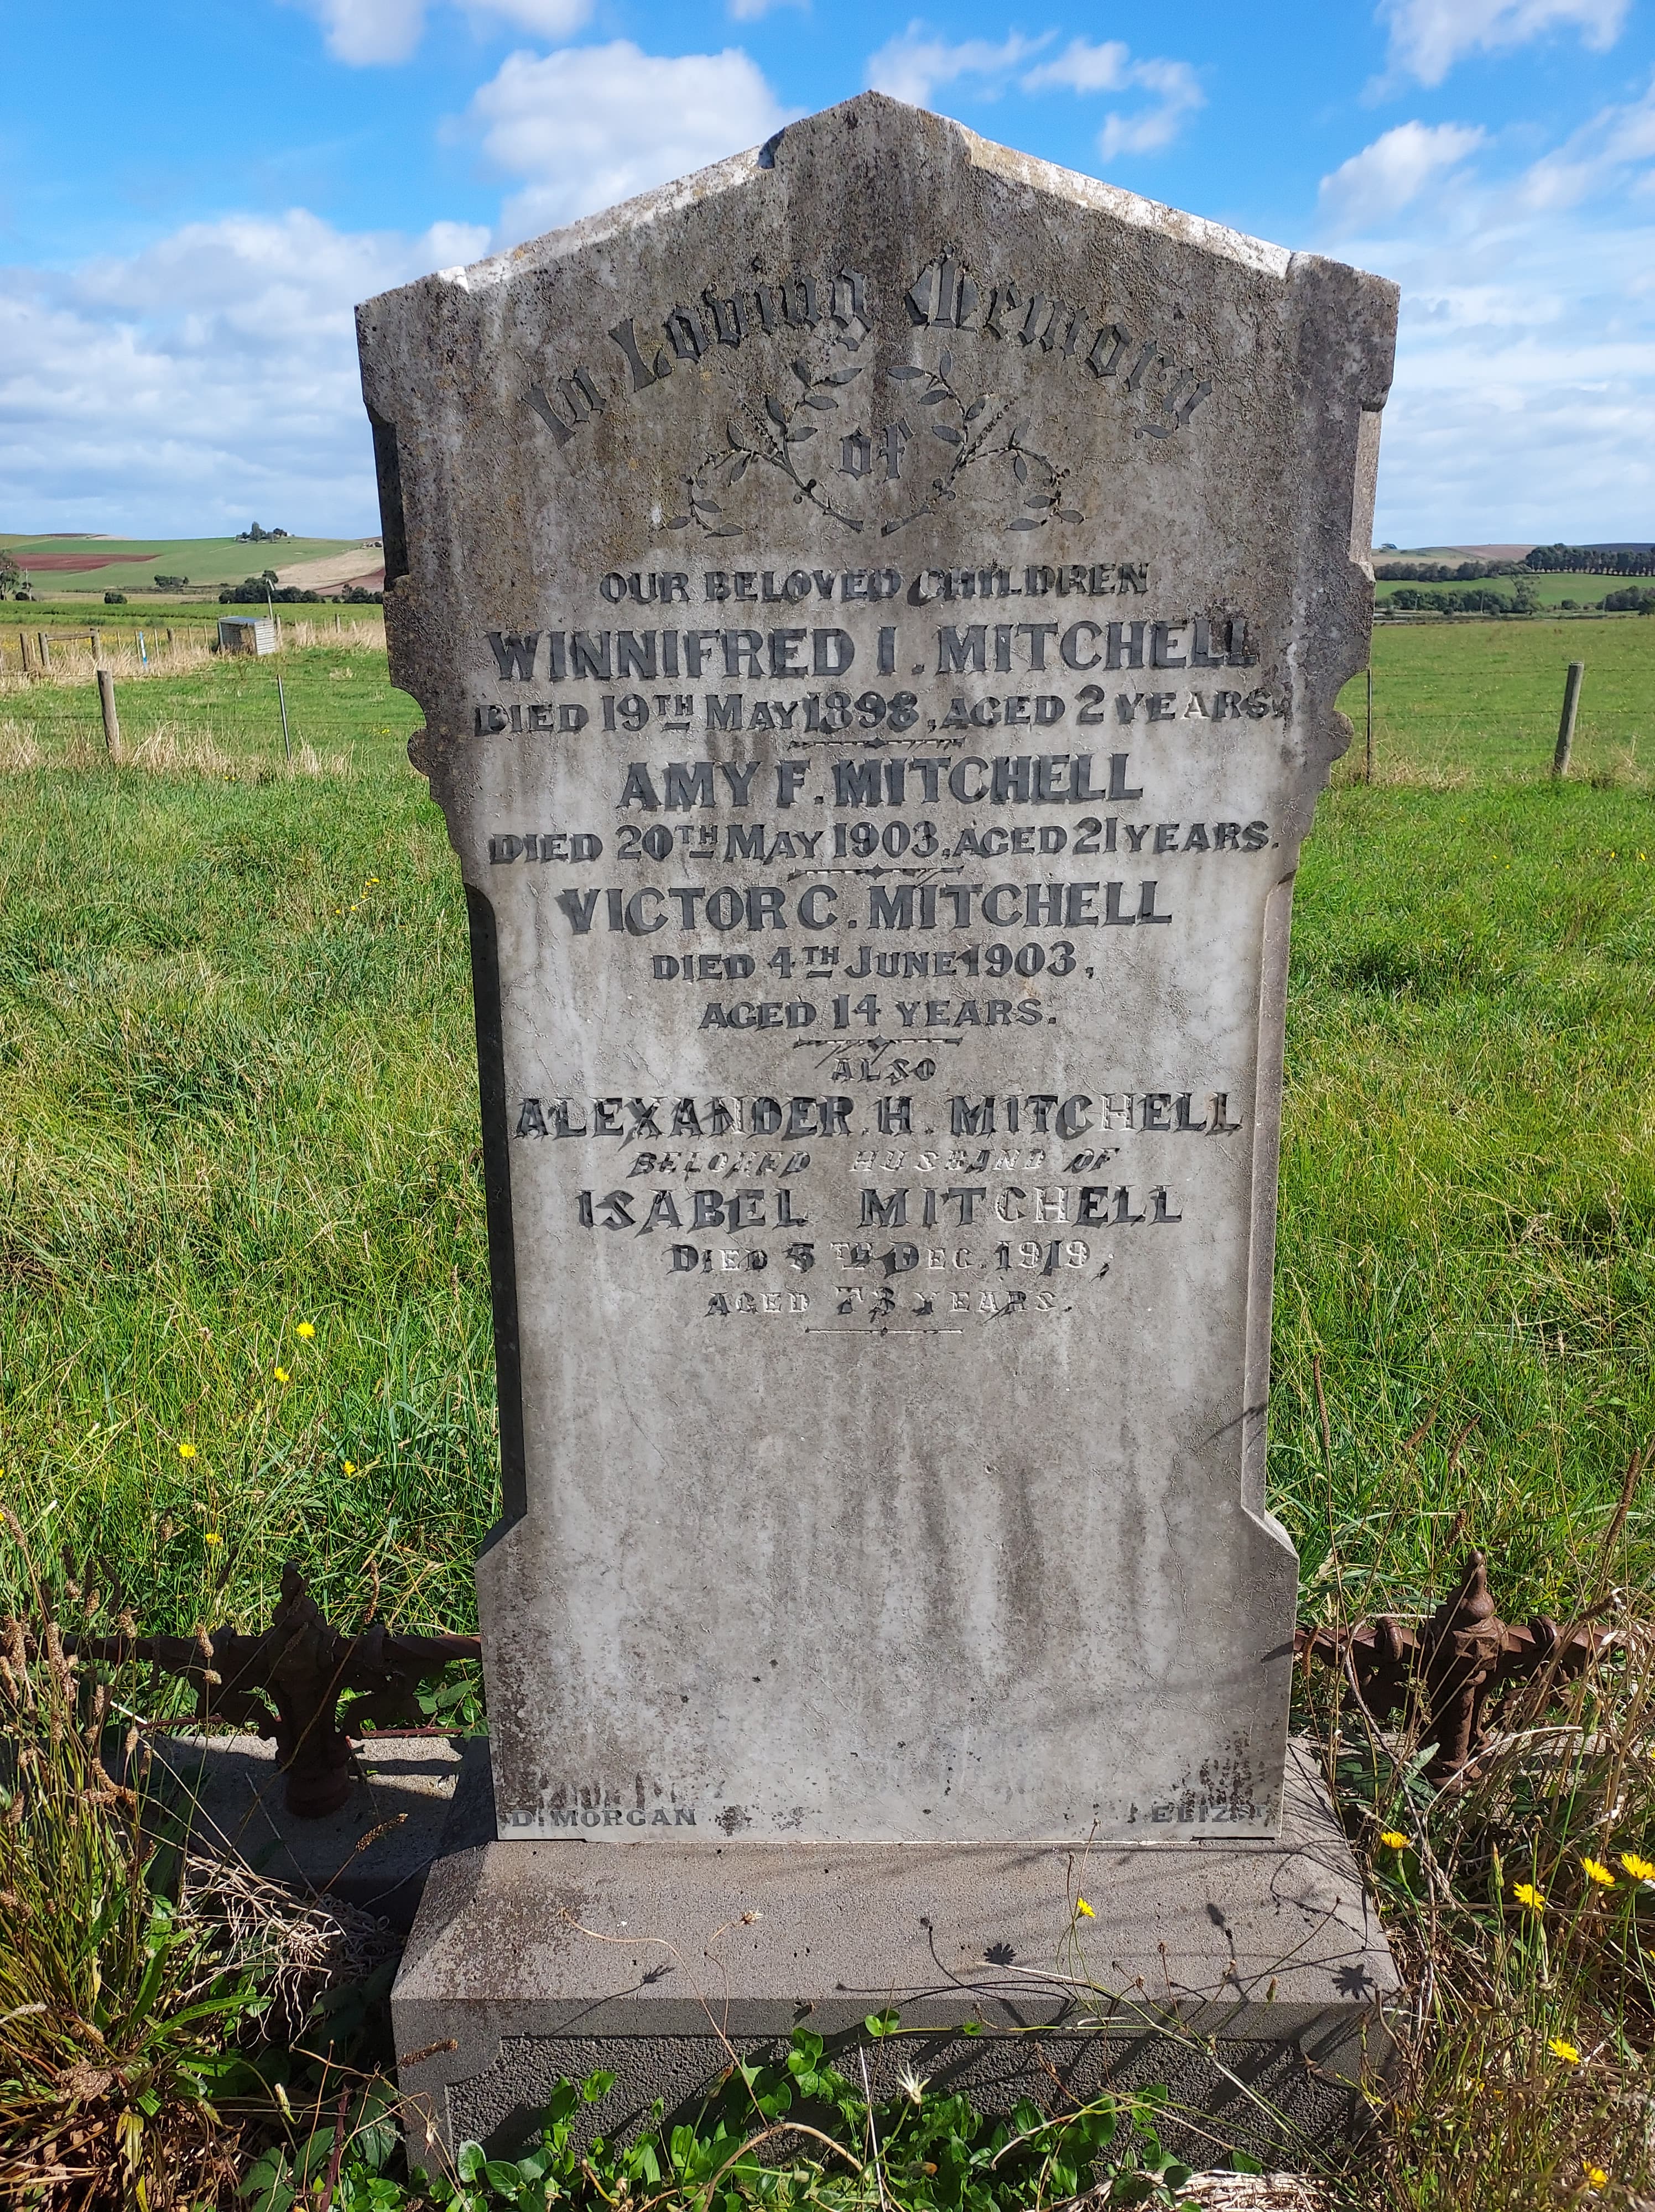 In Loving Memory
of
OUR BELOVED CHILDREN
WINNIFRED I. MITCHELL
DIED 19TH MAY 1898, AGED 2 YEARS.
AMY F. MITCHELL
DIED 20TH MAY 1903, AGED 21 YEARS.
VICTOR C. MITCHELL
DIED 4TH JUNE 1903,
AGED 14 YEARS.
ALSO
ALEXANDER H. MITCHELL
BELOVED HUSBAND OF
ISABEL MITCHELL
DIED 5TH DEC. 1919,
AGED 73 YEARS.
D. MORGAN
ELIZ. ST